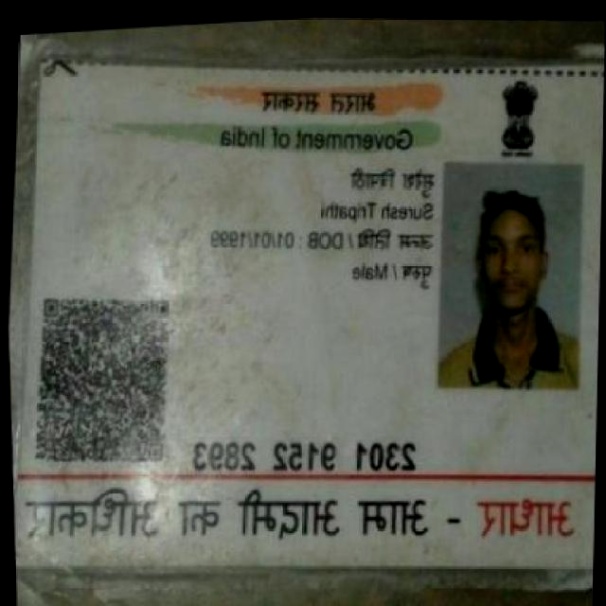 भारत सरकार
Government of India
सुरेश त्रिपाठी
Suresh Tripathi
जन्म तिथि / DOB : 01/01/1999
पुरुष / Male
2301 9152 2893
आधार - आम आदमी का अधिकार